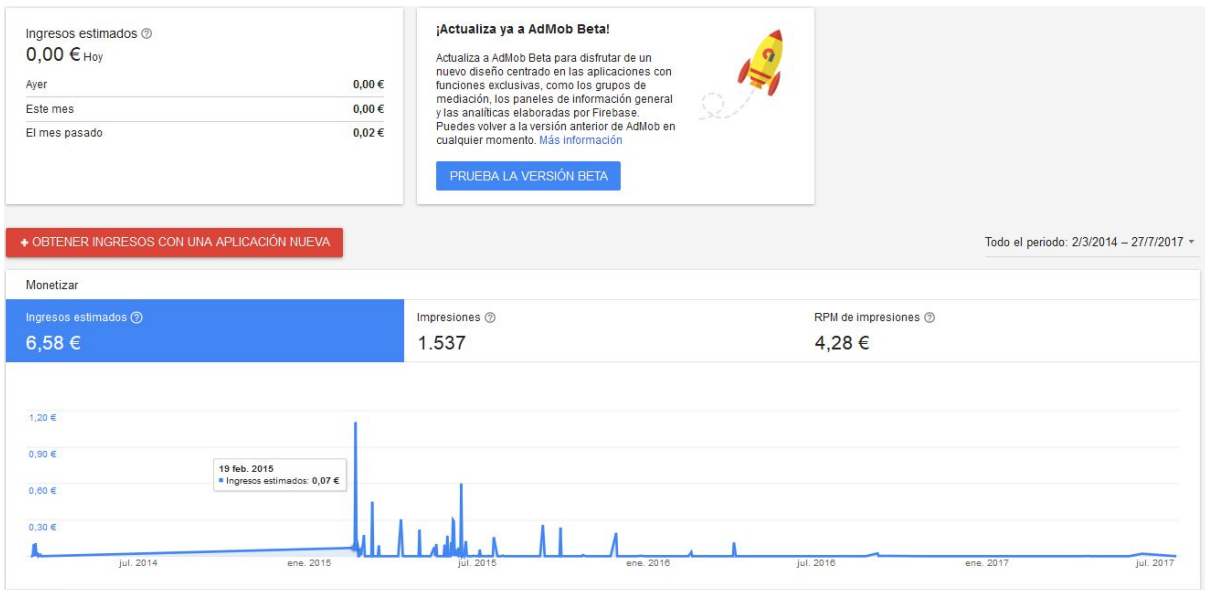 Ingresos estimados
0,00 € Hoy
Ayer 0,00 €
Este mes 0,00 €
El mes pasado 0,02 €
¡Actualiza ya a AdMob Beta!
Actualiza a AdMob Beta para disfrutar de un
nuevo diseño centrado en las aplicaciones con
funciones exclusivas, como los grupos de
mediación, los paneles de información general
y las analíticas elaboradas por Firebase.
Puedes volver a la versión anterior de AdMob en
cualquier momento. Más información
PRUEBA LA VERSIÓN BETA
+ OBTENER INGRESOS CON UNA APLICACIÓN NUEVA
Todo el periodo: 2/3/2014 – 27/7/2017
Monetizar
Ingresos estimados
6,58 €
Impresiones
1.537
RPM de impresiones
4,28 €
1,20 €
0,90 €
0,60 €
0,30 €
19 feb. 2015
Ingresos estimados: 0,07 €
jul. 2014 ene. 2015 jul. 2015 ene. 2016 jul. 2016 ene. 2017 jul. 2017